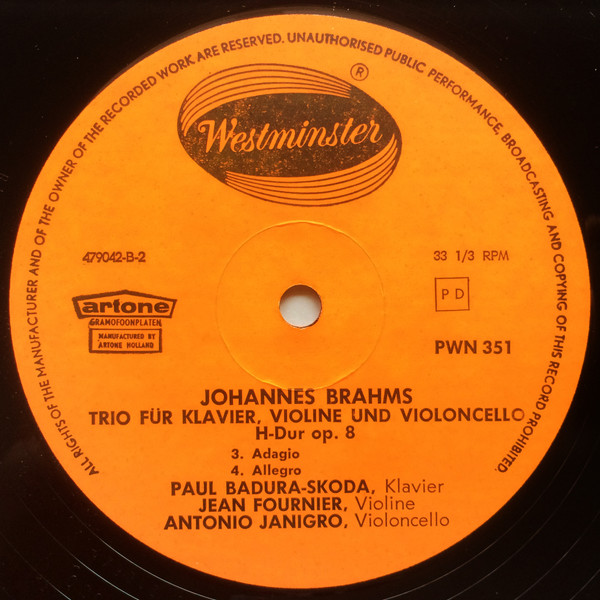 ALL RIGHTS OF THE MANUFACTURER AND OF THE OWNER OF THE RECORDED WORK ARE RESERVED. UNAUTHORISED PUBLIC PERFORMANCE, BROADCASTING AND COPYING OF THIS RECORD PROHIBITED.
Westminster ®
479042-B-2
33 1/3 RPM
artone
GRAMOFOONPLATEN
MANUFACTURED BY
ARTONE HOLLAND
PD
PWN 351
JOHANNES BRAHMS
TRIO FÜR KLAVIER, VIOLINE UND VIOLONCELLO
H-Dur op. 8
3. Adagio
4. Allegro
PAUL BADURA-SKODA, Klavier
JEAN FOURNIER, Violine
ANTONIO JANIGRO, Violoncello